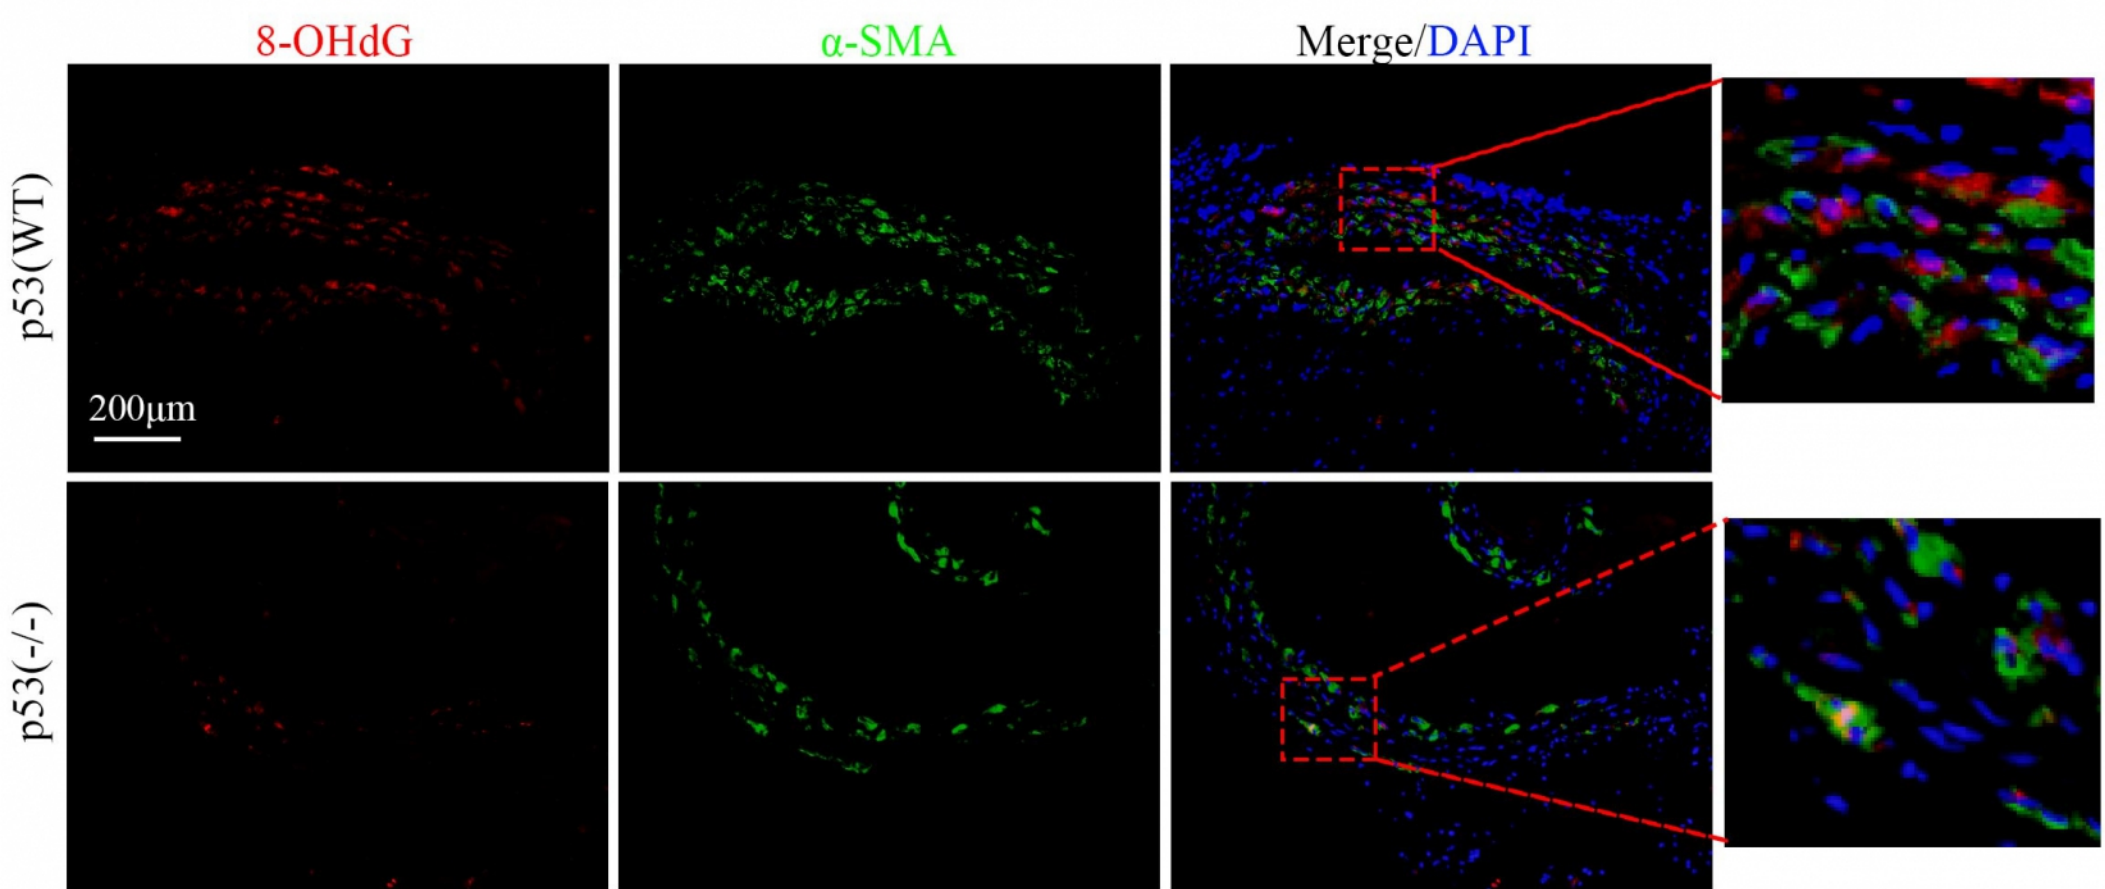 8-OHdG
α-SMA
Merge/DAPI
p53(WT)
200μm
p53(-/-)